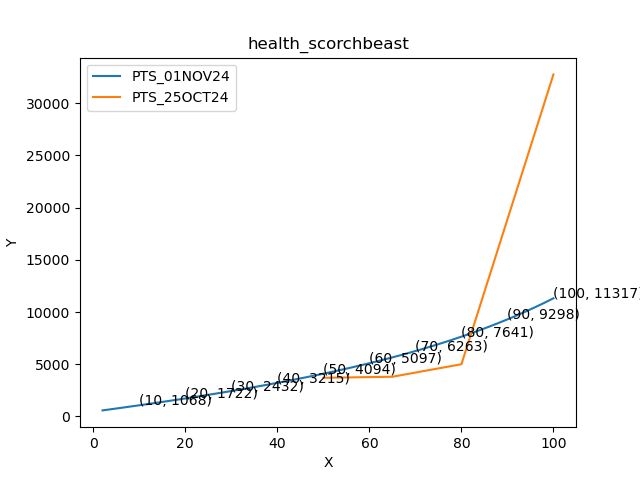 health_scorchbeast
PTS_01NOV24
PTS_25OCT24
30000
25000
20000
15000
10000
5000
0
Y
(100, 11317)
(90, 9298)
(80, 7641)
(70, 6263)
(60, 5097)
(50, 4094)
(40, 3215)
(30, 2432)
(20, 1722)
(10, 1068)
0 20 40 60 80 100
X